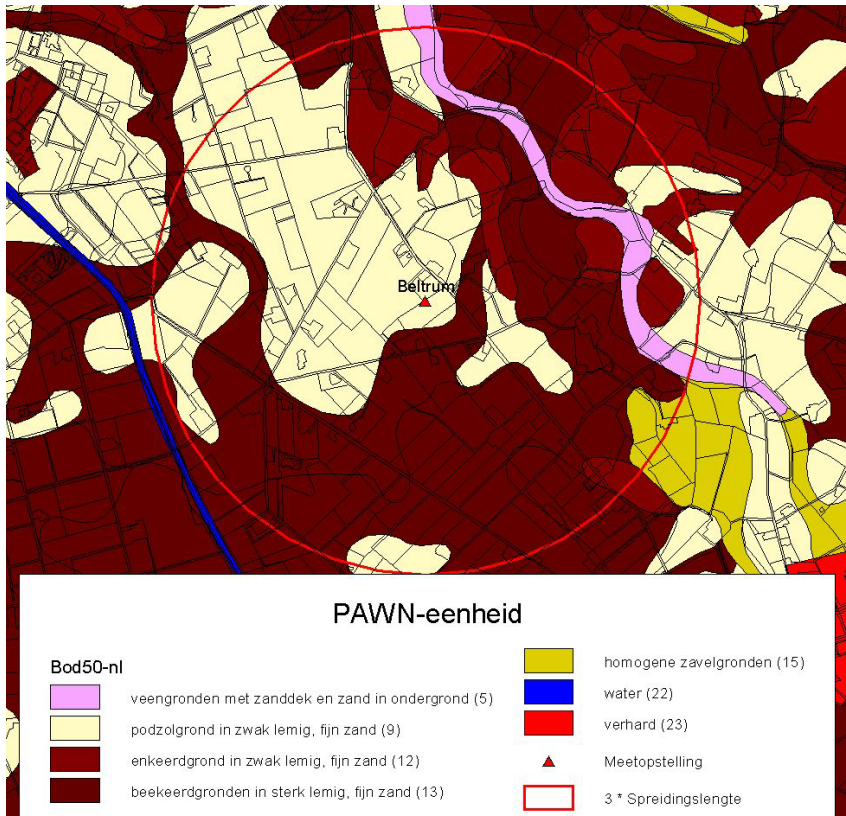 Beltrum
PAWN-eenheid
Bod50-nl
veengronden met zanddek en zand in ondergrond (5)
podzolgrond in zwak lemig, fijn zand (9)
enkeerdgrond in zwak lemig, fijn zand (12)
beekeerdgronden in sterk lemig, fijn zand (13)
homogene zavelgronden (15)
water (22)
verhard (23)
Meetopstelling
3 * Spreidingslengte